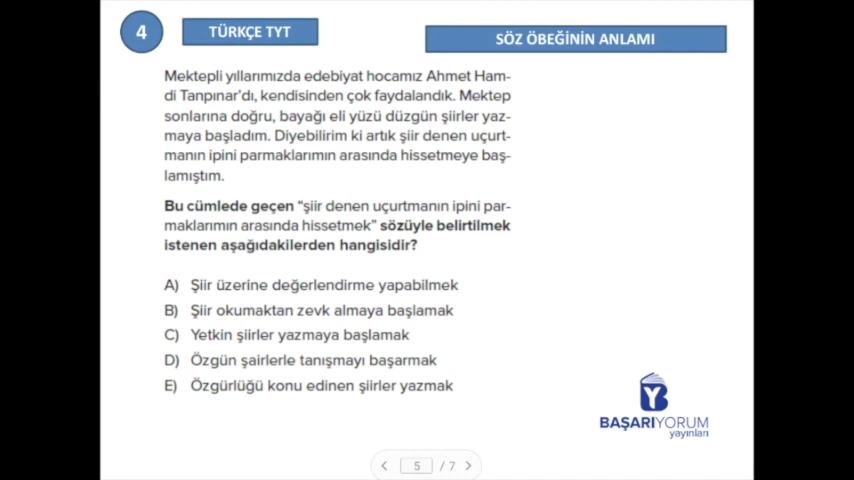 4
TÜRKÇE TYT
SÖZ ÖBEĞİNİN ANLAMI
Mektepli yıllarımızda edebiyat hocamız Ahmet Ham-
di Tanpınar'dı, kendisinden çok faydalandık. Mektep
sonlarına doğru, bayağı eli yüzü düzgün şiirler yaz-
maya başladım. Diyebilirim ki artık şiir denen uçurt-
manın ipini parmaklarımın arasında hissetmeye baş-
lamıştım.
Bu cümlede geçen "şiir denen uçurtmanın ipini par-
maklarımın arasında hissetmek" sözüyle belirtilmek
istenen aşağıdakilerden hangisidir?
A) Şiir üzerine değerlendirme yapabilmek
B) Şiir okumaktan zevk almaya başlamak
C) Yetkin şiirler yazmaya başlamak
D) Özgün şairlerle tanışmayı başarmak
E) Özgürlüğü konu edinen şiirler yazmak
BAŞARIYORUM
yayınları
5 / 7